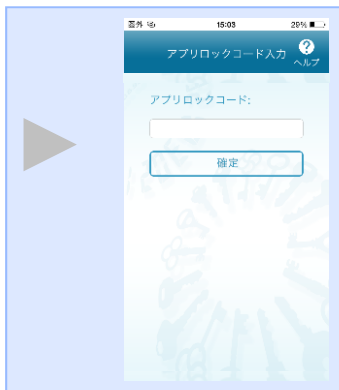 圏外 15:03 29%
アプリロックコード入力
?
ヘルプ
アプリロックコード:
確定